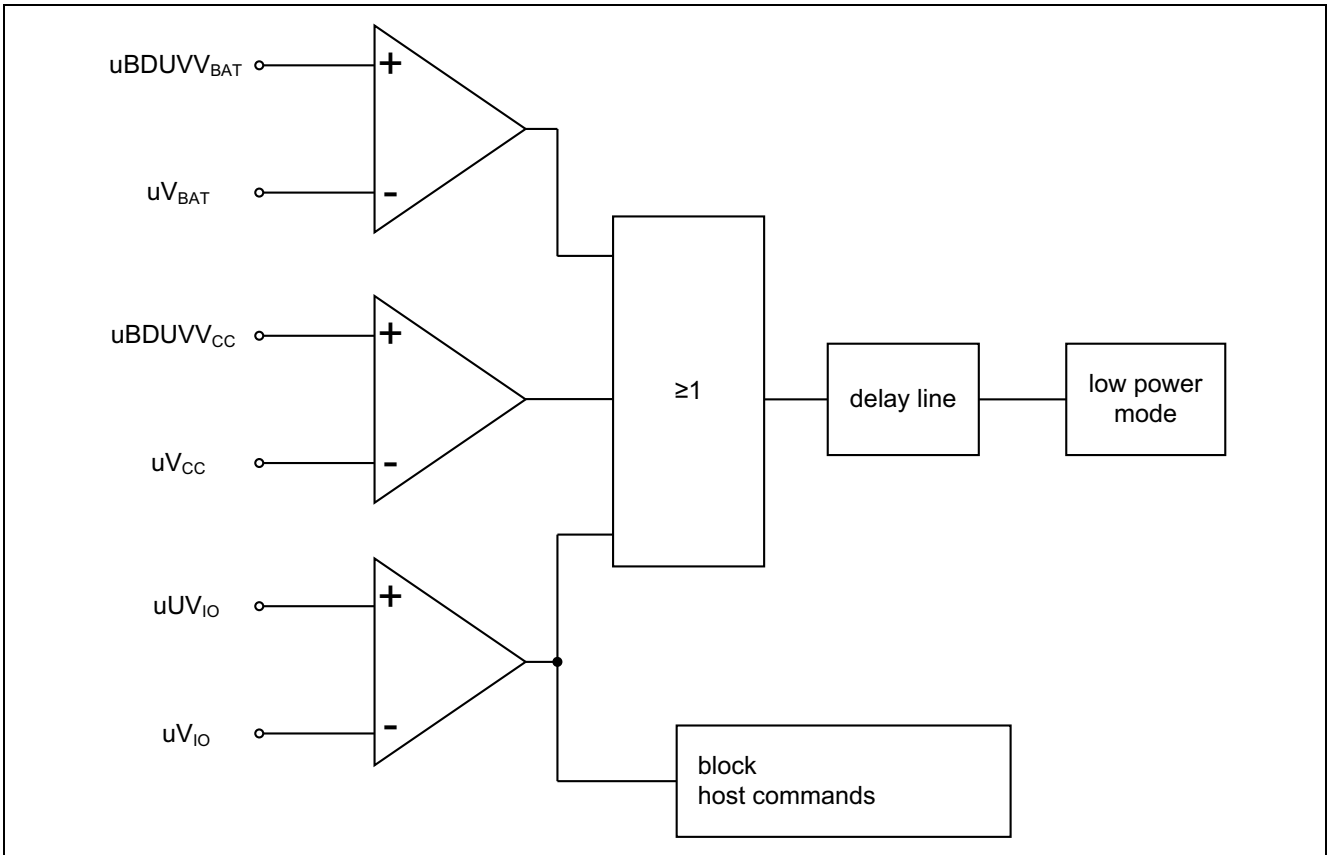 uBDUVV_BAT
+
uV_BAT
-
uBDUVV_CC
+
uV_CC
-
≥1
delay line
low power
mode
uUV_IO
+
uV_IO
-
block
host commands